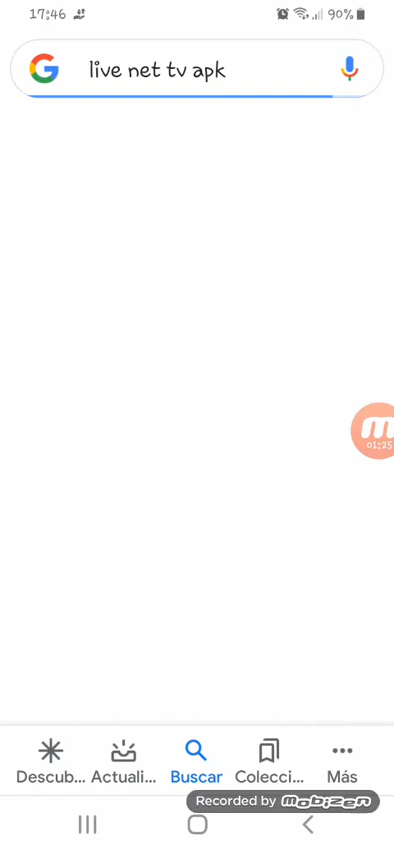 17:46 90%
live net tv apk
01:25
Descub... Actuali... Buscar Colecci... Más
Recorded by mobizen